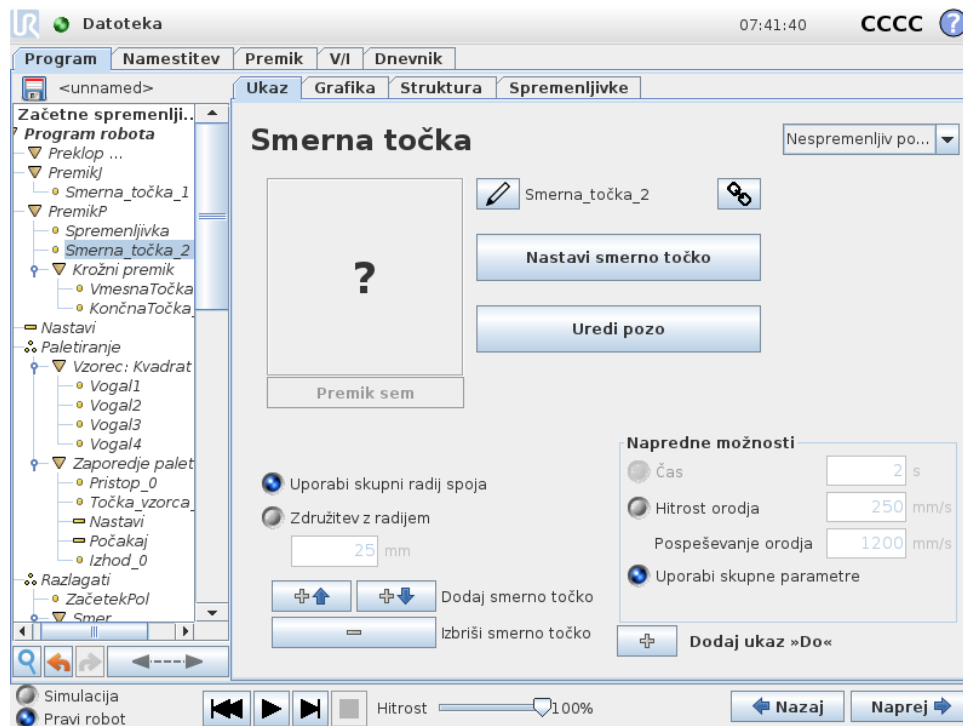 UR Datoteka 07:41:40 CCCC ?
Program Namestitev Premik V/I Dnevnik
<unnamed>
Ukaz Grafika Struktura Spremenljivke
Začetne spremenlji..
Program robota
Preklop ...
PremikJ
Smerna_točka_1
PremikP
Spremenljivka
Smerna_točka_2
Krožni premik
VmesnaTočka
KončnaTočka_
Nastavi
Paletiranje
Vzorec: Kvadrat
Vogal1
Vogal2
Vogal3
Vogal4
Zaporedje palet
Pristop_0
Točka_vzorca_
Nastavi
Počakaj
Izhod_0
Razlagati
ZačetekPol
Smer
Smerna točka
Nespremenljiv po...
?
Smerna_točka_2
Nastavi smerno točko
Uredi pozo
Premik sem
Uporabi skupni radij spoja
Združitev z radijem
25 mm
Dodaj smerno točko
Izbriši smerno točko
Napredne možnosti
Čas 2 s
Hitrost orodja 250 mm/s
Pospeševanje orodja 1200 mm/s
Uporabi skupne parametre
Dodaj ukaz »Do«
Simulacija
Pravi robot
Hitrost 100%
Nazaj Naprej